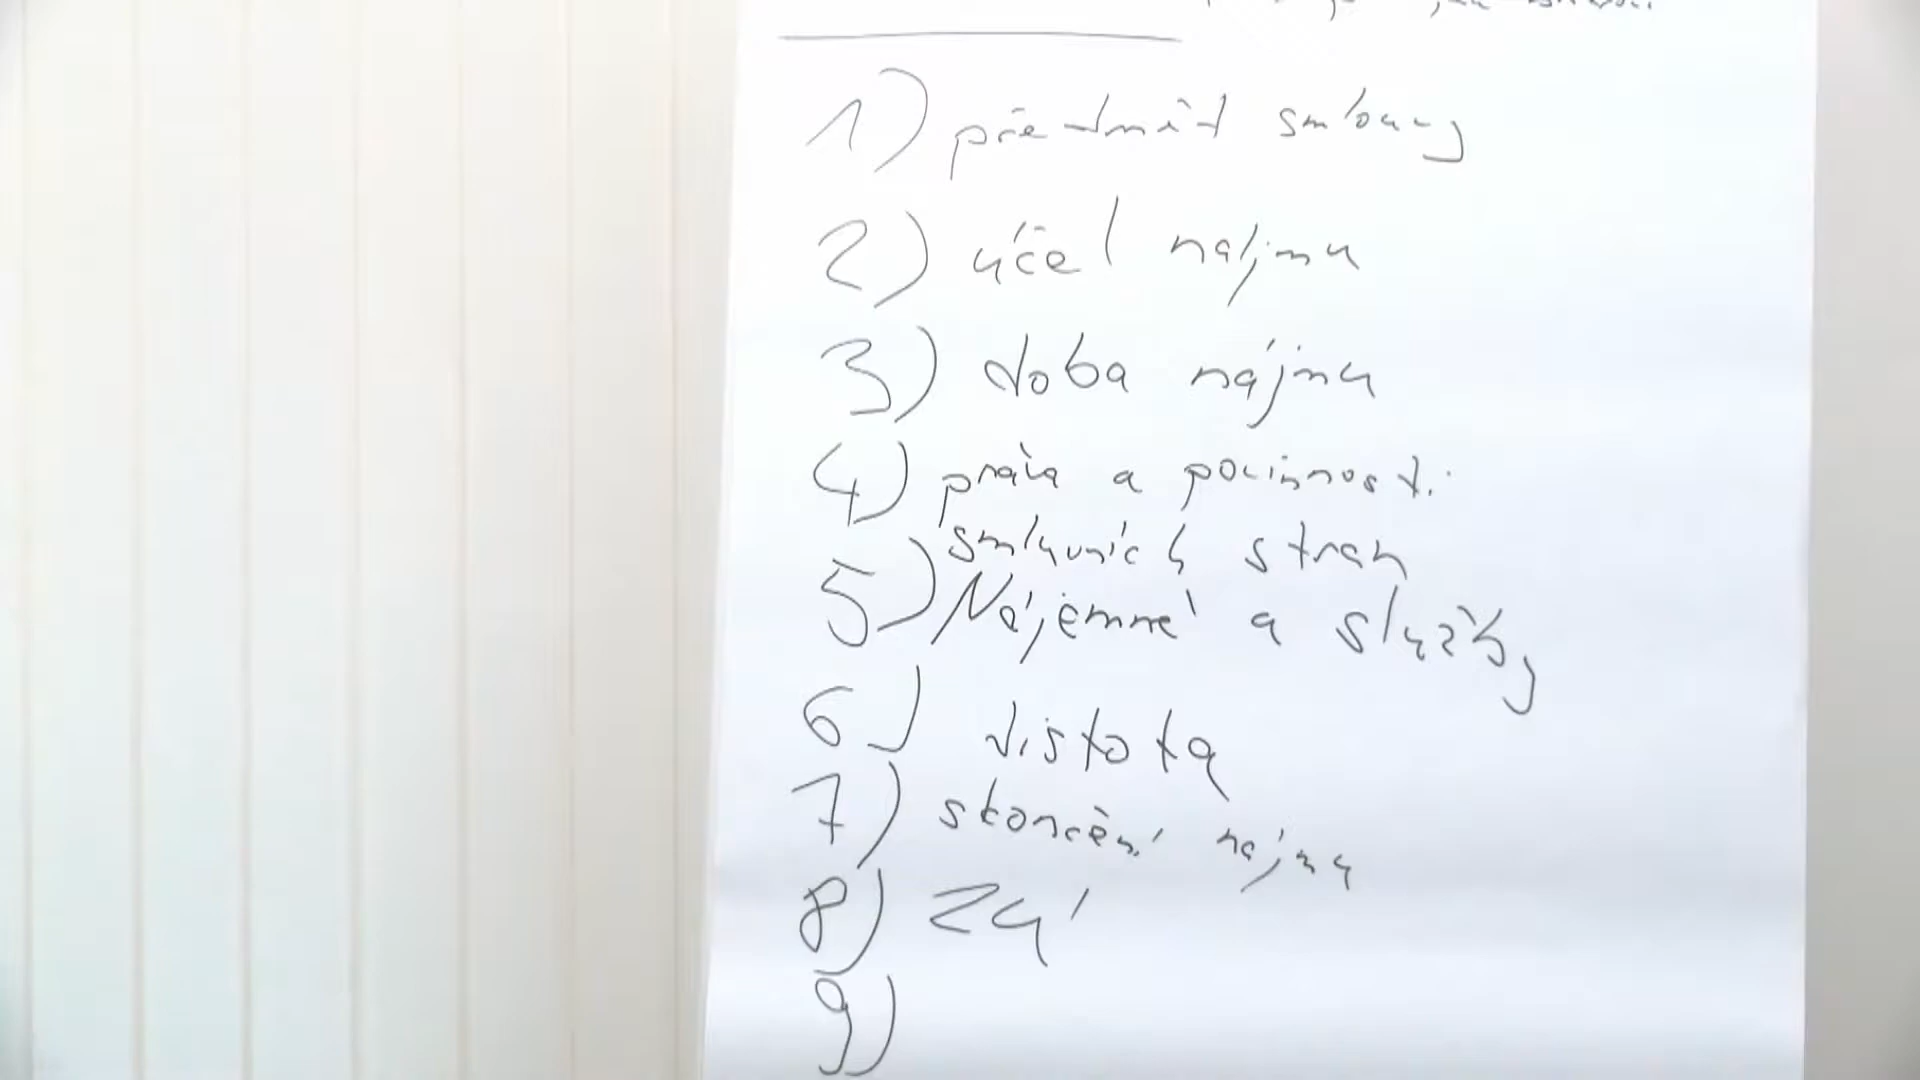 1) předmět smlouvy
2) účel nájmu
3) doba nájmu
4) práva a povinnosti
smluvních stran
5) Nájemné a služby
6) Jistota
7) skončení nájmu
8) Zá
9)